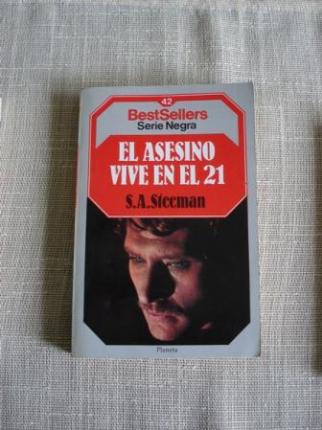 42
BestSellers
Serie Negra
EL ASESINO
VIVE EN EL 21
S.A.Steeman
Planeta